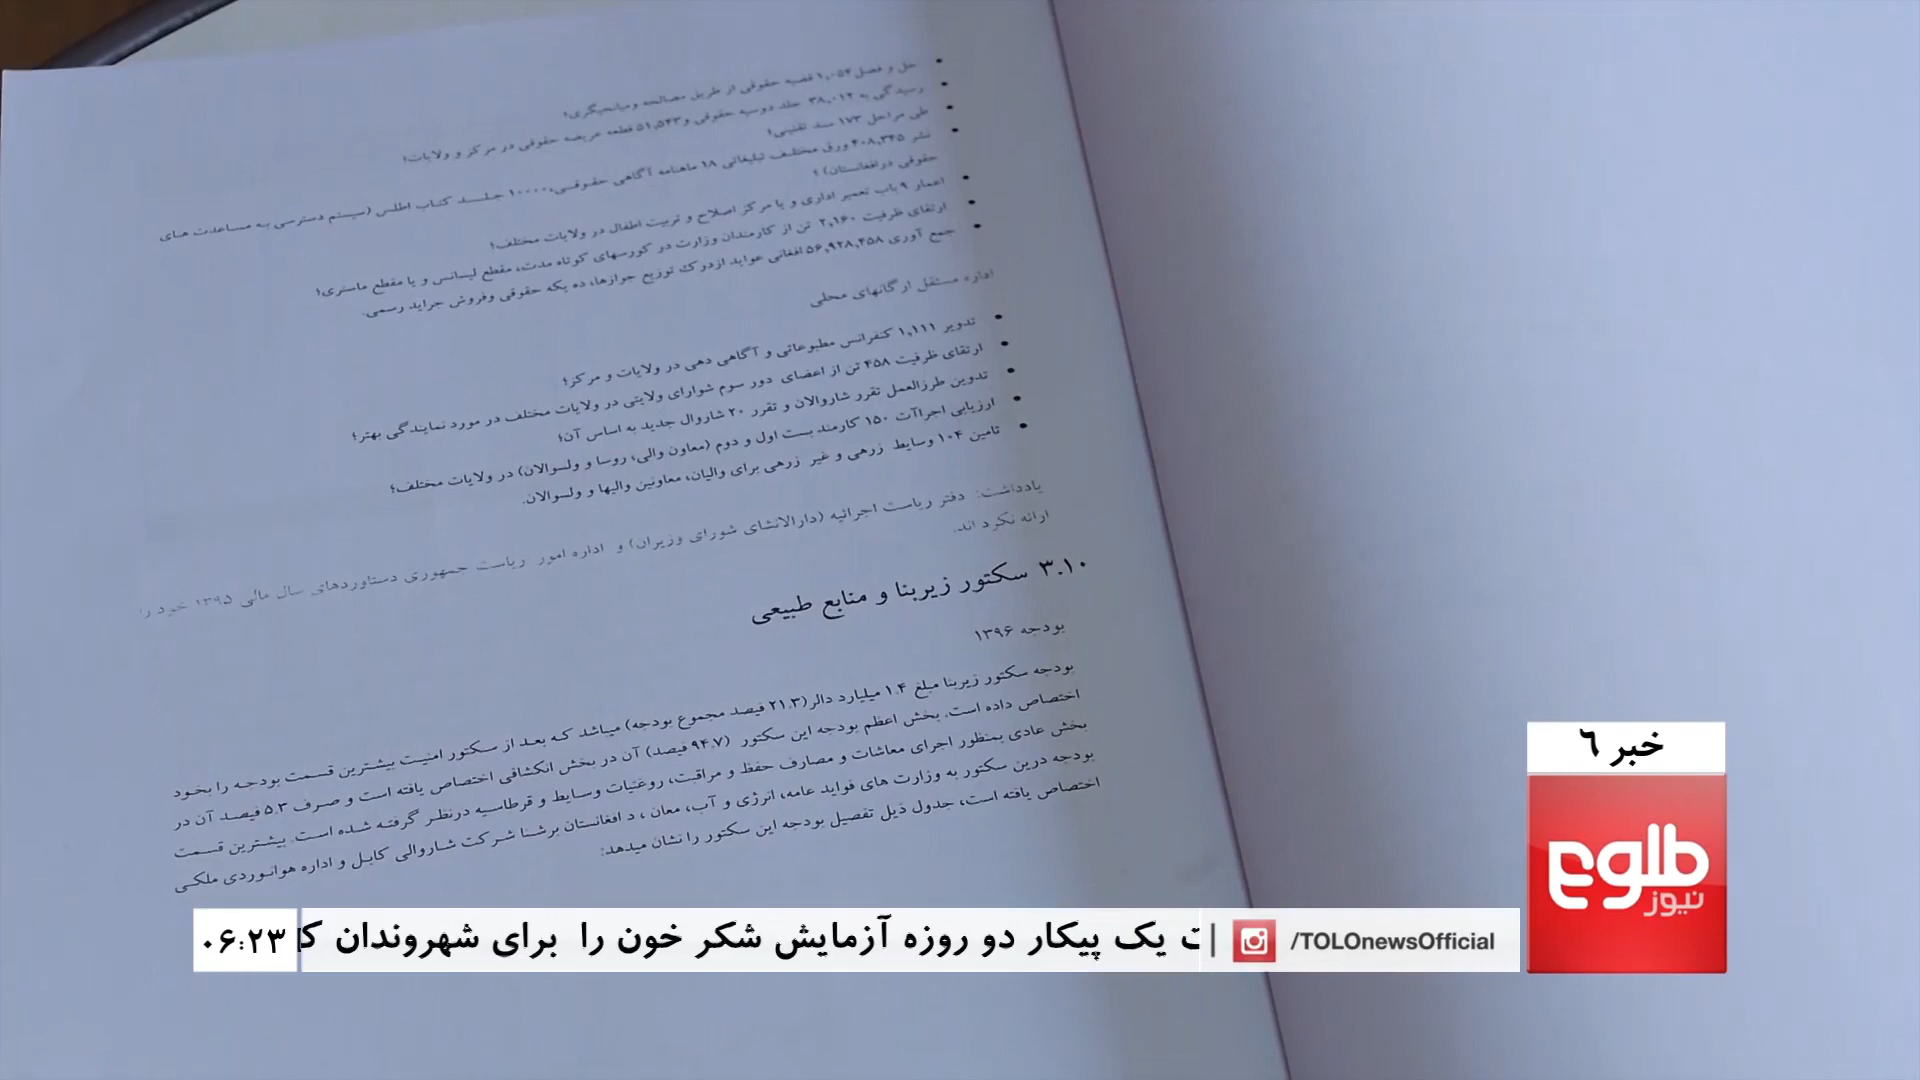 حل و فصل ۱,۰۵۲ قضیه حقوقی از طریق مصالحه ومیانجیگری؛
رسیدگی به ۳۸,۰۱۲ جلد دوسیه حقوقی و ۵۱,۵۴۳ قطعه عریضه حقوقی در مرکز و ولایات؛
طی مراحل ۱۷۳ سند تقنینی؛
نشر ۴۰۸,۳۴۵ ورق مختلف تبلیغاتی ۱۸ ماهنامه آگاهی حقوقی، ۱۰۰۰۰ جلد کتاب اطلس (سیستم دسترسی به مساعدت های
حقوقی درافغانستان) ؛
اعمار ۹ باب تعمیر اداری و یا مرکز اصلاح و تربیت اطفال در ولایات مختلف؛
ارتقای ظرفیت ۲,۱۶۰ تن از کارمندان وزارت در کورسهای کوتاه مدت، مقطع لیسانس و یا مقطع ماستری؛
جمع آوری ۵۶,۹۲۸,۴۵۸ افغانی عواید ازدرک توزیع جوازها، ده یکه حقوقی وفروش جراید رسمی.
اداره مستقل ارگانهای محلی
تدویر ۱,۱۱۱ کنفرانس مطبوعاتی و آگاهی دهی در ولایات و مرکز؛
ارتقای ظرفیت ۴۵۸ تن از اعضای دور سوم شوارای ولایتی در ولایات مختلف در مورد نمایندگی بهتر؛
تدوین طرزالعمل تقرر شاروالان و تقرر ۲۰ شاروال جدید به اساس آن؛
ارزیابی اجراآت ۱۵۰ کارمند بست اول و دوم (معاون والی، روسا و ولسوالان) در ولایات مختلف؛
تامین ۱۰۴ وسایط زرهی و غیر زرهی برای والیان، معاونین والیها و ولسوالان.
یادداشت: دفتر ریاست اجرائیه (دارالانشای شورای وزیران) و اداره امور ریاست جمهوری دستاوردهای سال مالی ۱۳۹۵ خود را
ارائه نکرد اند.
۳.۱۰ سکتور زیربنا و منابع طبیعی
بودجه ۱۳۹۶
بودجه سکتور زیربنا مبلغ ۱.۴ میلیارد دالر(۲۱.۳ فیصد مجموع بودجه) میباشد که بعد از سکتور امنیت بیشترین قسمت بودجه را بخود
اختصاص داده است. بخش اعظم بودجه این سکتور (۹۴.۷ فیصد) آن در بخش انکشافی اختصاص یافته است و صرف ۵.۳ فیصد آن در
بخش عادی بمنظور اجرای معاشات و مصارف حفظ و مراقبت، روغنیات وسایط و قرطاسیه درنظر گرفته شده است. بیشترین قسمت
بودجه درین سکتور به وزارت های فواید عامه، انرژی و آب، معان ، د افغانستان برشنا شرکت شاروالی کابل و اداره هوانوردی ملکی
اختصاص یافته است، جدول ذیل تفصیل بودجه این سکتور را نشان میدهد:
خبر ٦
طلوع
نیوز
/TOLOnewsOfficial
ت یک پیکار دو روزه آزمایش شکر خون را برای شهروندان ک
۰۶:۲۳